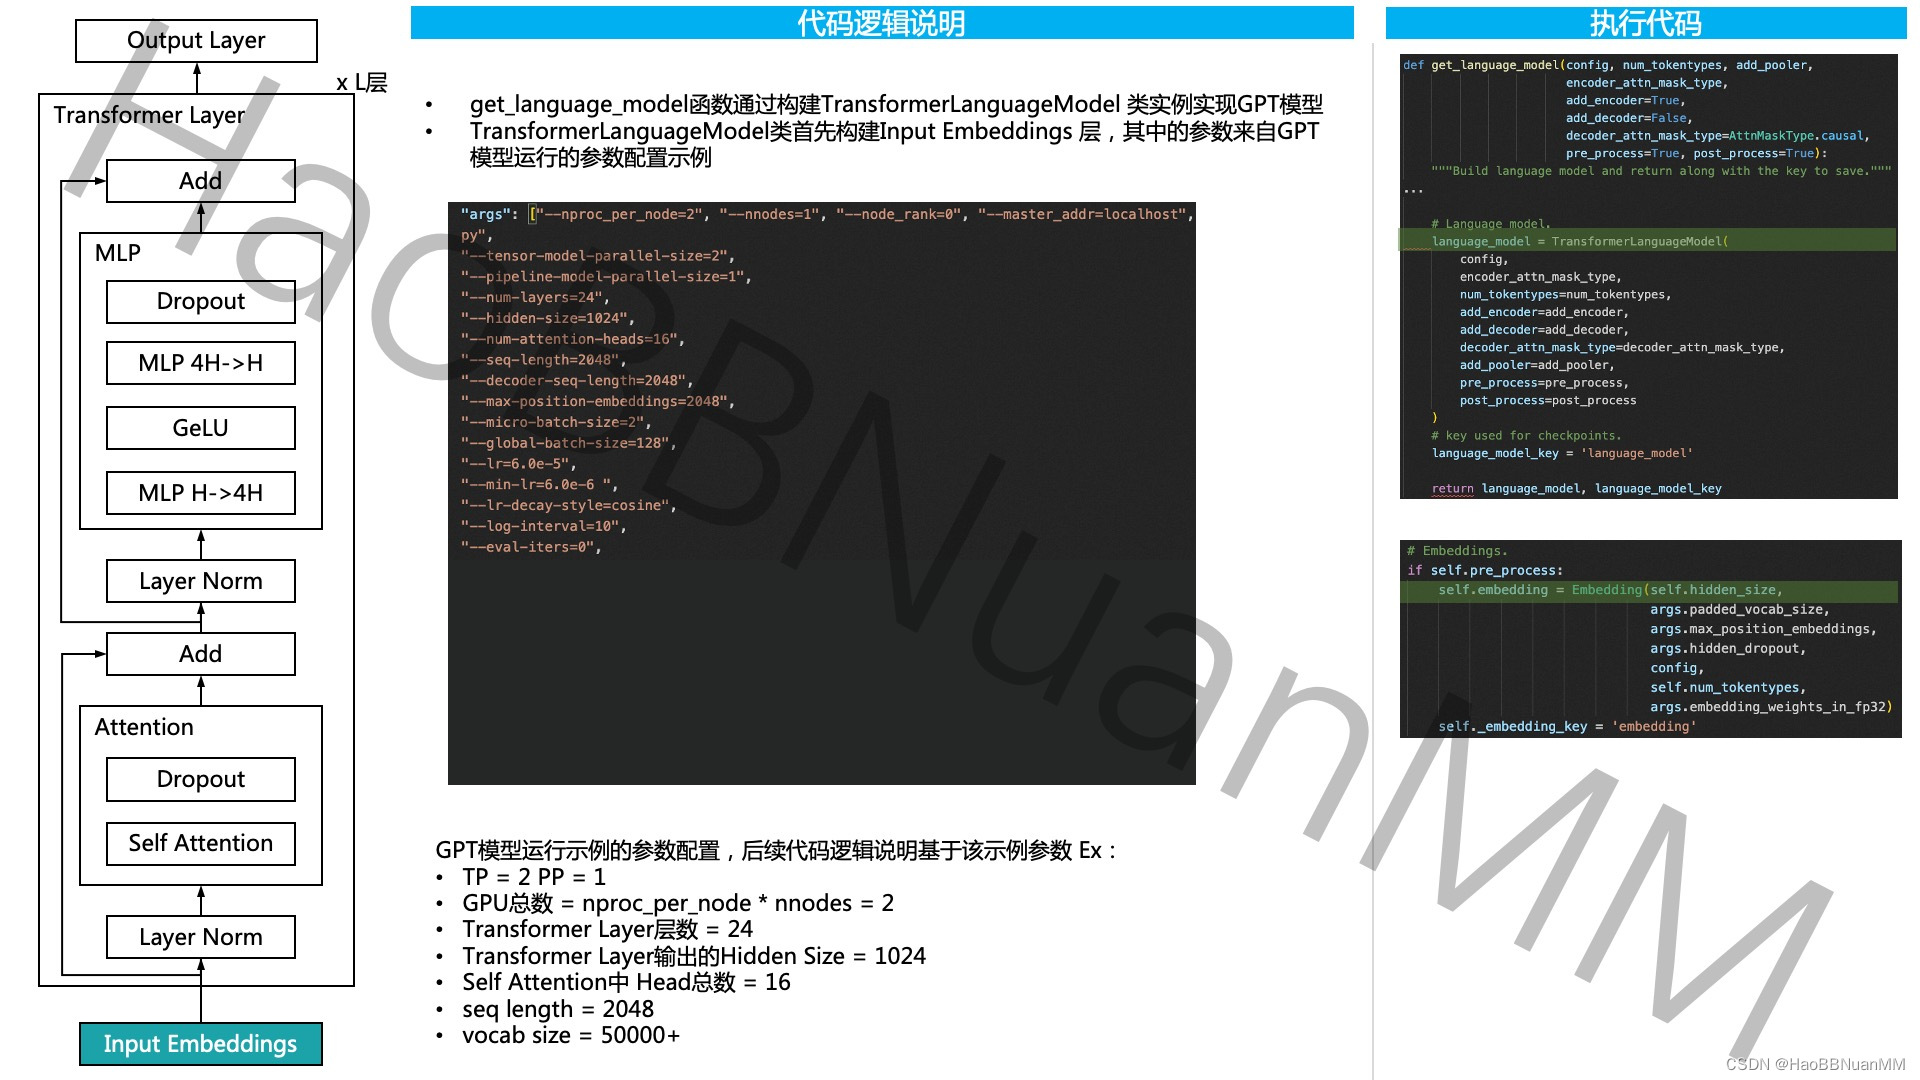 Output Layer
x L层
Transformer Layer
Add
MLP
Dropout
MLP 4H->H
GeLU
MLP H->4H
Layer Norm
Add
Attention
Dropout
Self Attention
Layer Norm
Input Embeddings
代码逻辑说明
• get_language_model函数通过构建TransformerLanguageModel 类实例实现GPT模型
• TransformerLanguageModel类首先构建Input Embeddings 层，其中的参数来自GPT
模型运行的参数配置示例
"args": ["--nproc_per_node=2", "--nnodes=1", "--node_rank=0", "--master_addr=localhost",
py",
"--tensor-model-parallel-size=2",
"--pipeline-model-parallel-size=1",
"--num-layers=24",
"--hidden-size=1024",
"--num-attention-heads=16",
"--seq-length=2048",
"--decoder-seq-length=2048",
"--max-position-embeddings=2048",
"--micro-batch-size=2",
"--global-batch-size=128",
"--lr=6.0e-5",
"--min-lr=6.0e-6 ",
"--lr-decay-style=cosine",
"--log-interval=10",
"--eval-iters=0",
GPT模型运行示例的参数配置，后续代码逻辑说明基于该示例参数 Ex：
• TP = 2 PP = 1
• GPU总数 = nproc_per_node * nnodes = 2
• Transformer Layer层数 = 24
• Transformer Layer输出的Hidden Size = 1024
• Self Attention中 Head总数 = 16
• seq length = 2048
• vocab size = 50000+
执行代码
def get_language_model(config, num_tokentypes, add_pooler,
encoder_attn_mask_type,
add_encoder=True,
add_decoder=False,
decoder_attn_mask_type=AttnMaskType.causal,
pre_process=True, post_process=True):
"""Build language model and return along with the key to save."""
...
# Language model.
language_model = TransformerLanguageModel(
config,
encoder_attn_mask_type,
num_tokentypes=num_tokentypes,
add_encoder=add_encoder,
add_decoder=add_decoder,
decoder_attn_mask_type=decoder_attn_mask_type,
add_pooler=add_pooler,
pre_process=pre_process,
post_process=post_process
)
# key used for checkpoints.
language_model_key = 'language_model'
return language_model, language_model_key
# Embeddings.
if self.pre_process:
self.embedding = Embedding(self.hidden_size,
args.padded_vocab_size,
args.max_position_embeddings,
args.hidden_dropout,
config,
self.num_tokentypes,
args.embedding_weights_in_fp32)
self._embedding_key = 'embedding'
HaoBBNuanMM
CSDN @HaoBBNuanMM